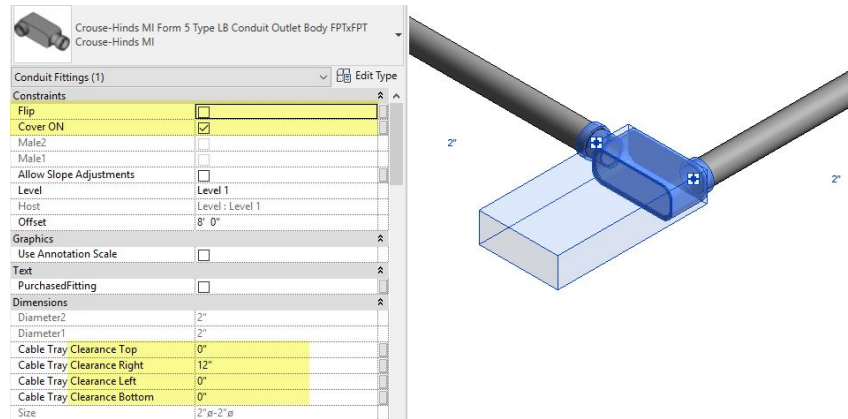 Crouse-Hinds MI Form 5 Type LB Conduit Outlet Body FPTxFPT
Crouse-Hinds MI
Conduit Fittings (1)
Edit Type
Constraints
Flip
Cover ON
Male2
Male1
Allow Slope Adjustments
Level Level 1
Host Level : Level 1
Offset 8' 0"
Graphics
Use Annotation Scale
Text
PurchasedFitting
Dimensions
Diameter2 2"
Diameter1 2"
Cable Tray Clearance Top 0"
Cable Tray Clearance Right 12"
Cable Tray Clearance Left 0"
Cable Tray Clearance Bottom 0"
Size 2"ø-2"ø
2"
2"